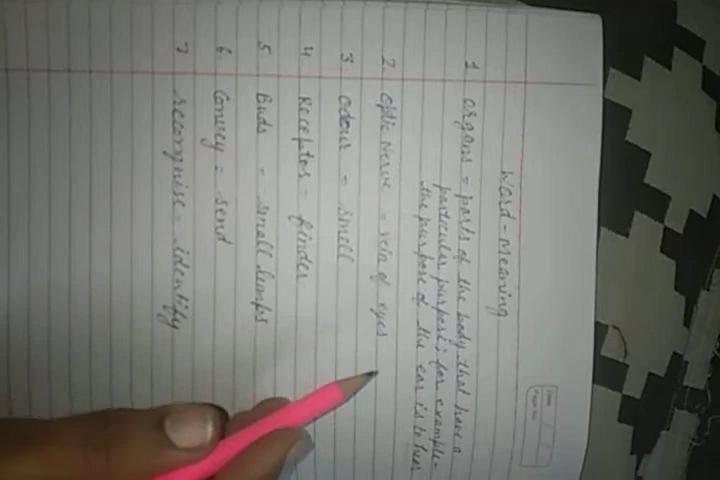 Word-Meaning
1. organs = parts of the body that have a
particular purpose; for example-
the purpose of the ear is to hear
2. optic nerve = vein of eyes
3. odour = smell
4 Receptos = finder
5. Buds = small lumps
6. Convey = send
7 recongnise = identify